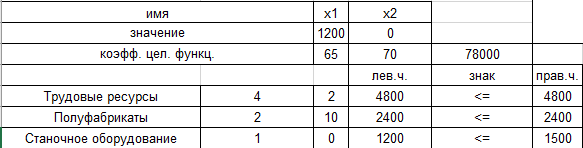 имя x1 x2
значение 1200 0
коэфф. цел. функц. 65 70 78000
лев.ч. знак прав.ч.
Трудовые ресурсы 4 2 4800 <= 4800
Полуфабрикаты 2 10 2400 <= 2400
Станочное оборудование 1 0 1200 <= 1500